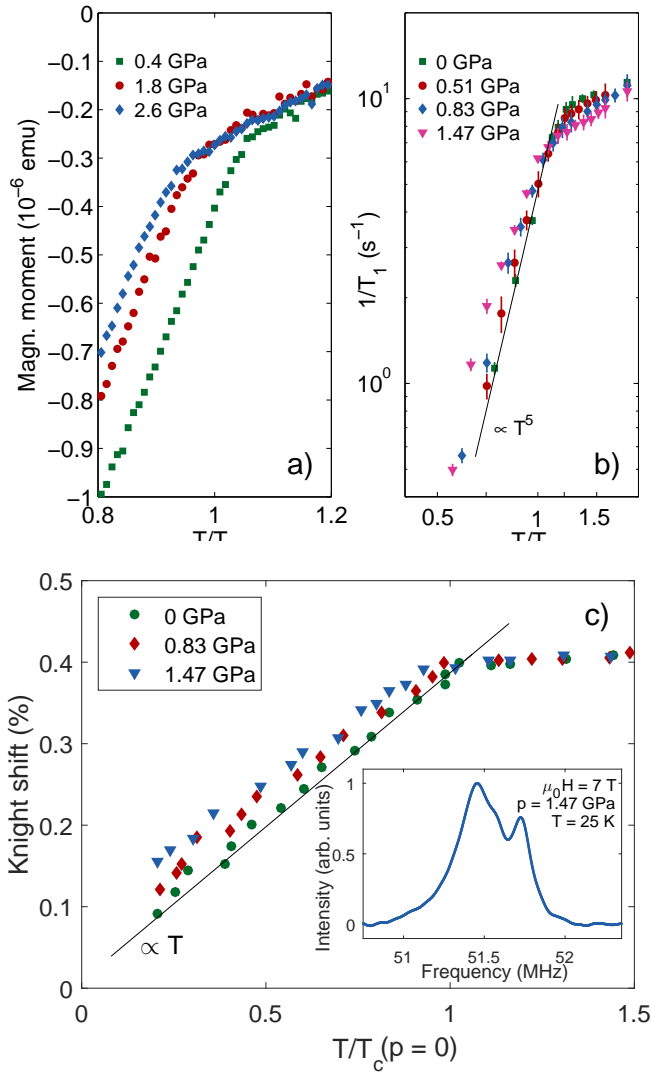 0
−0.1
−0.2
−0.3
−0.4
−0.5
−0.6
−0.7
−0.8
−0.9
−1
0.8
1
1.2
Magn. moment (10⁻⁶ emu)
0.4 GPa
1.8 GPa
2.6 GPa
a)
10¹
10⁰
0.5
1
1.5
1/T₁ (s⁻¹)
0 GPa
0.51 GPa
0.83 GPa
1.47 GPa
∝ T⁵
b)
0.5
0.4
0.3
0.2
0.1
0
0
0.5
1
1.5
Knight shift (%)
T/T_c(p = 0)
0 GPa
0.83 GPa
1.47 GPa
c)
∝ T
μ₀H = 7 T
p = 1.47 GPa
T = 25 K
1
0.5
0
51
51.5
52
Intensity (arb. units)
Frequency (MHz)